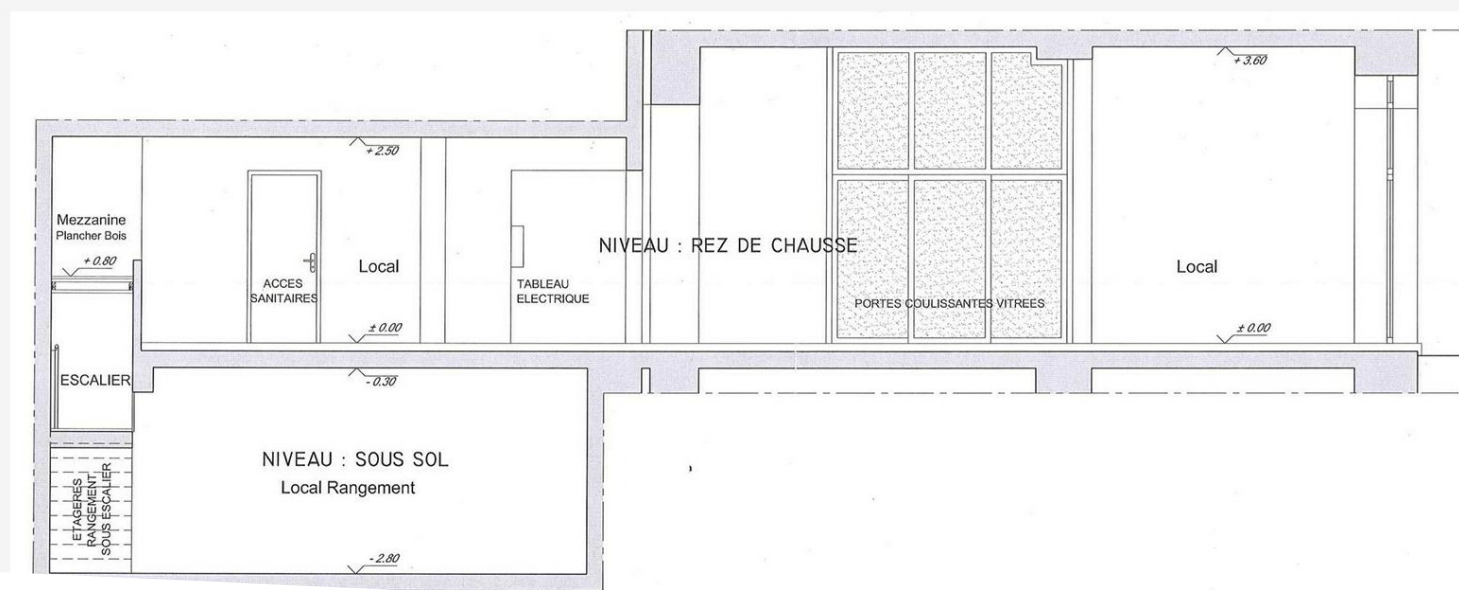 + 3.60
+ 2.50
Mezzanine
Plancher Bois
+ 0.80
ACCES
SANITAIRES
Local
TABLEAU
ELECTRIQUE
NIVEAU : REZ DE CHAUSSE
PORTES COULISSANTES VITREES
Local
± 0.00
± 0.00
ESCALIER
- 0.30
NIVEAU : SOUS SOL
Local Rangement
ETAGERES
RANGEMENT
SOUS ESCALIER
- 2.80